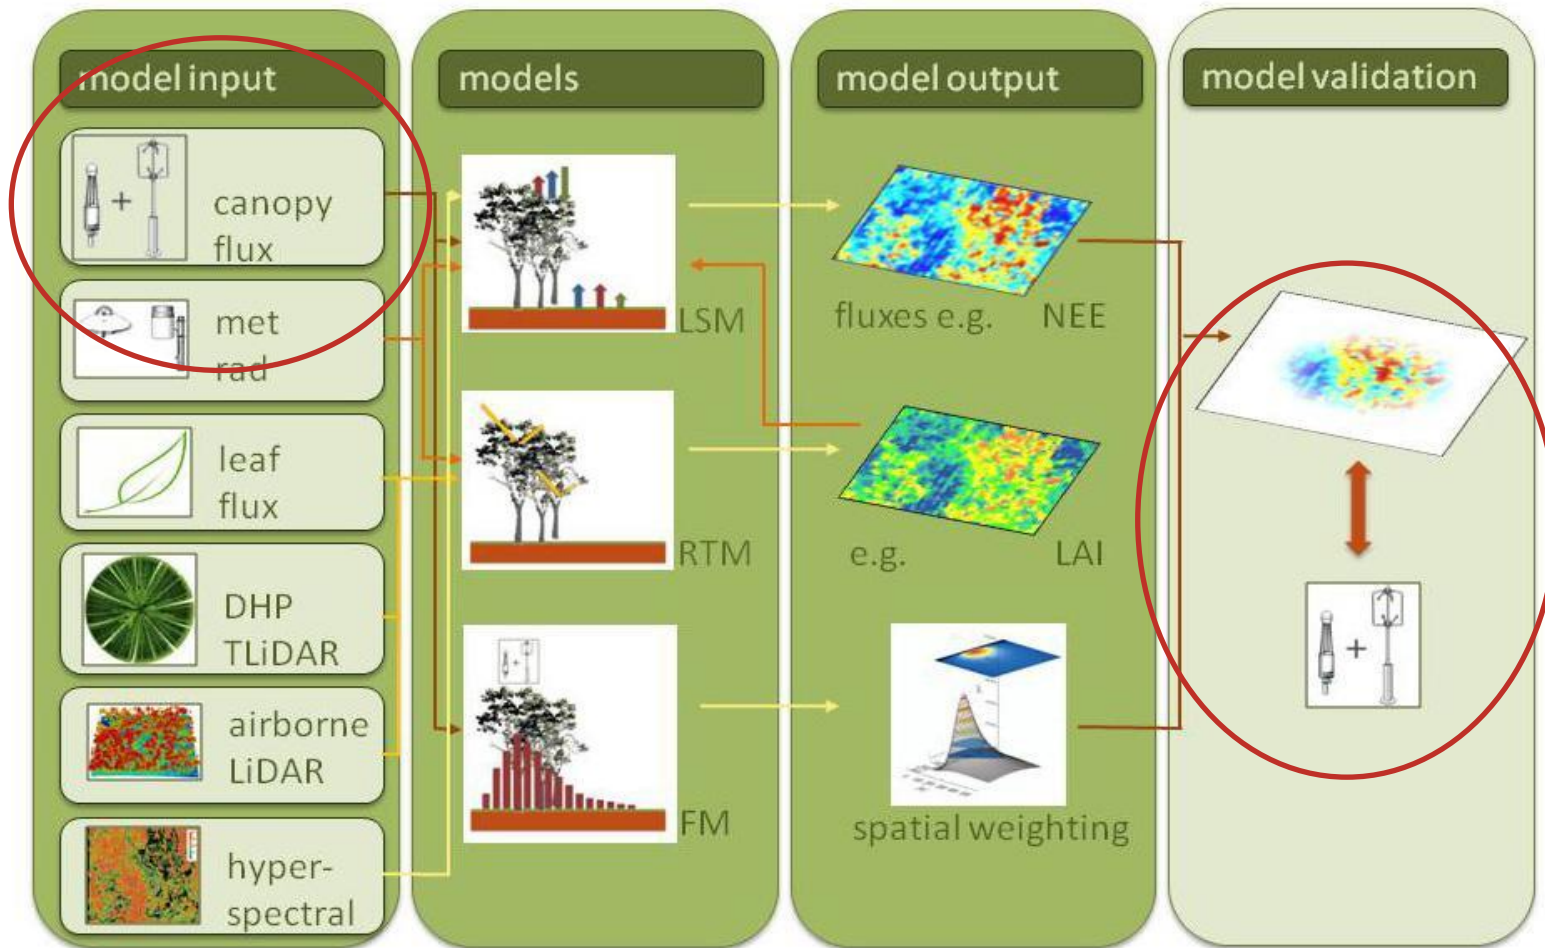 model input
canopy
flux
met
rad
leaf
flux
DHP
TLiDAR
airborne
LiDAR
hyper-
spectral
models
LSM
RTM
FM
model output
fluxes e.g. NEE
e.g. LAI
spatial weighting
model validation